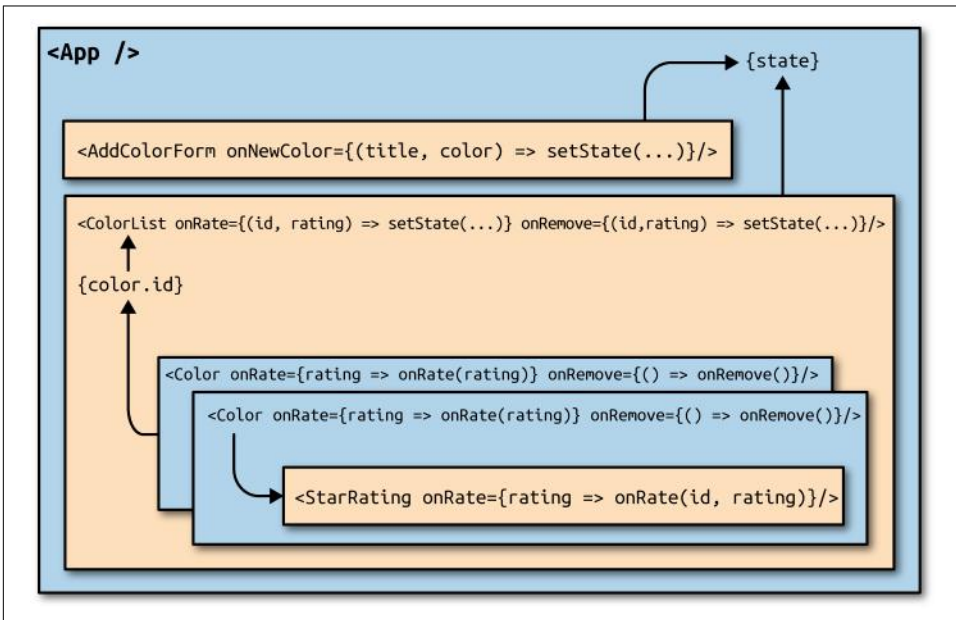 <App />
{state}
<AddColorForm onNewColor={(title, color) => setState(...)}/>
<ColorList onRate={(id, rating) => setState(...)} onRemove={(id,rating) => setState(...)}/>
{color.id}
<Color onRate={rating => onRate(rating)} onRemove={() => onRemove()}/>
<Color onRate={rating => onRate(rating)} onRemove={() => onRemove()}/>
<StarRating onRate={rating => onRate(id, rating)}/>